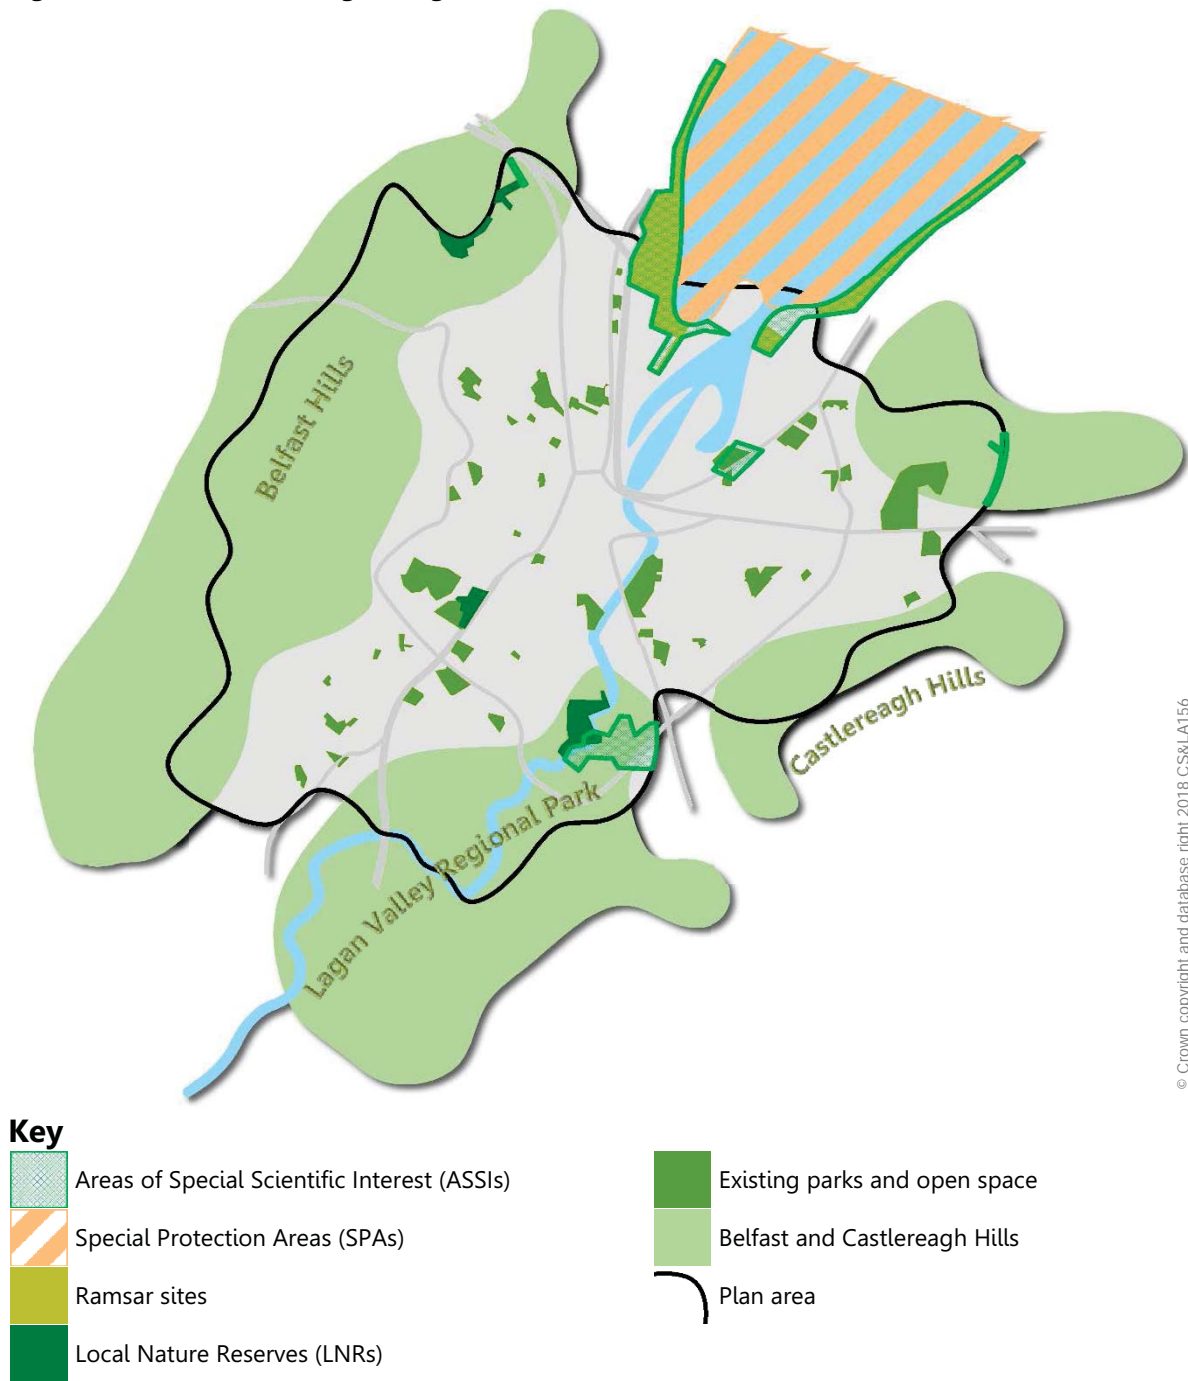 Belfast Hills
Castlereagh Hills
Lagan Valley Regional Park
© Crown copyright and database right 2018 CS&LA156
Key
Areas of Special Scientific Interest (ASSIs)
Special Protection Areas (SPAs)
Ramsar sites
Local Nature Reserves (LNRs)
Existing parks and open space
Belfast and Castlereagh Hills
Plan area